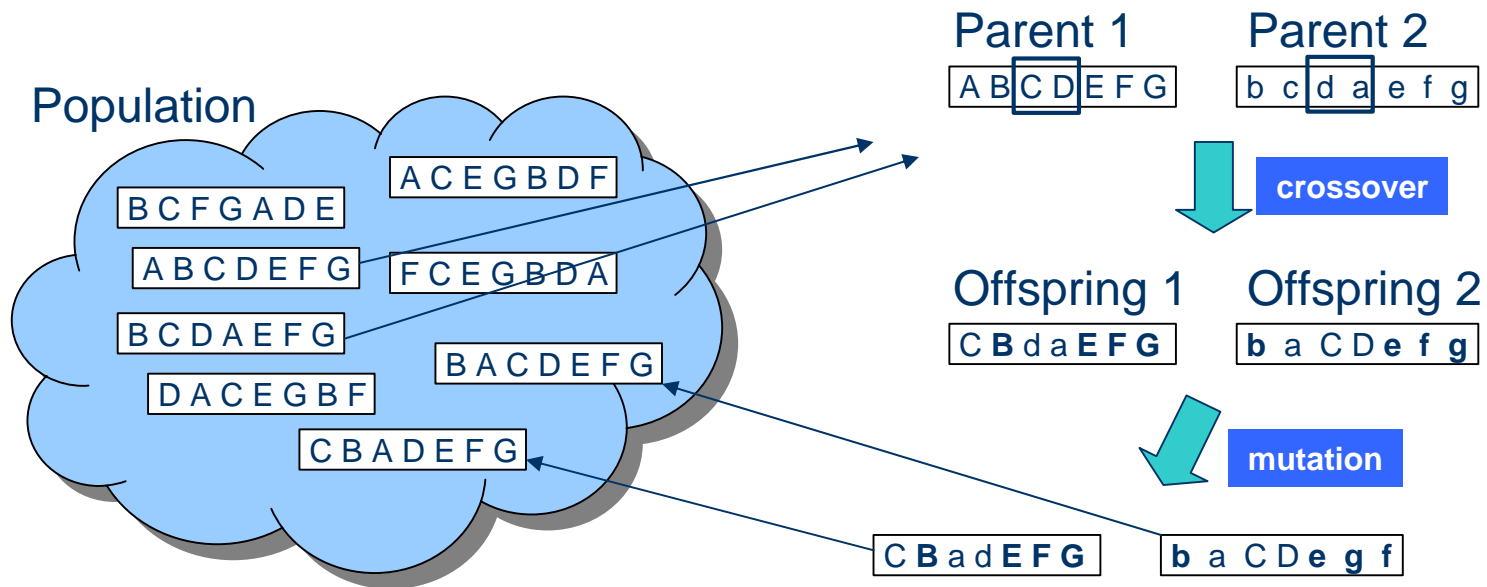 Population
A C E G B D F
B C F G A D E
A B C D E F G
F C E G B D A
B C D A E F G
B A C D E F G
D A C E G B F
C B A D E F G
Parent 1
Parent 2
A B C D E F G
b c d a e f g
crossover
Offspring 1
Offspring 2
C B d a E F G
b a C D e f g
mutation
C B a d E F G
b a C D e g f